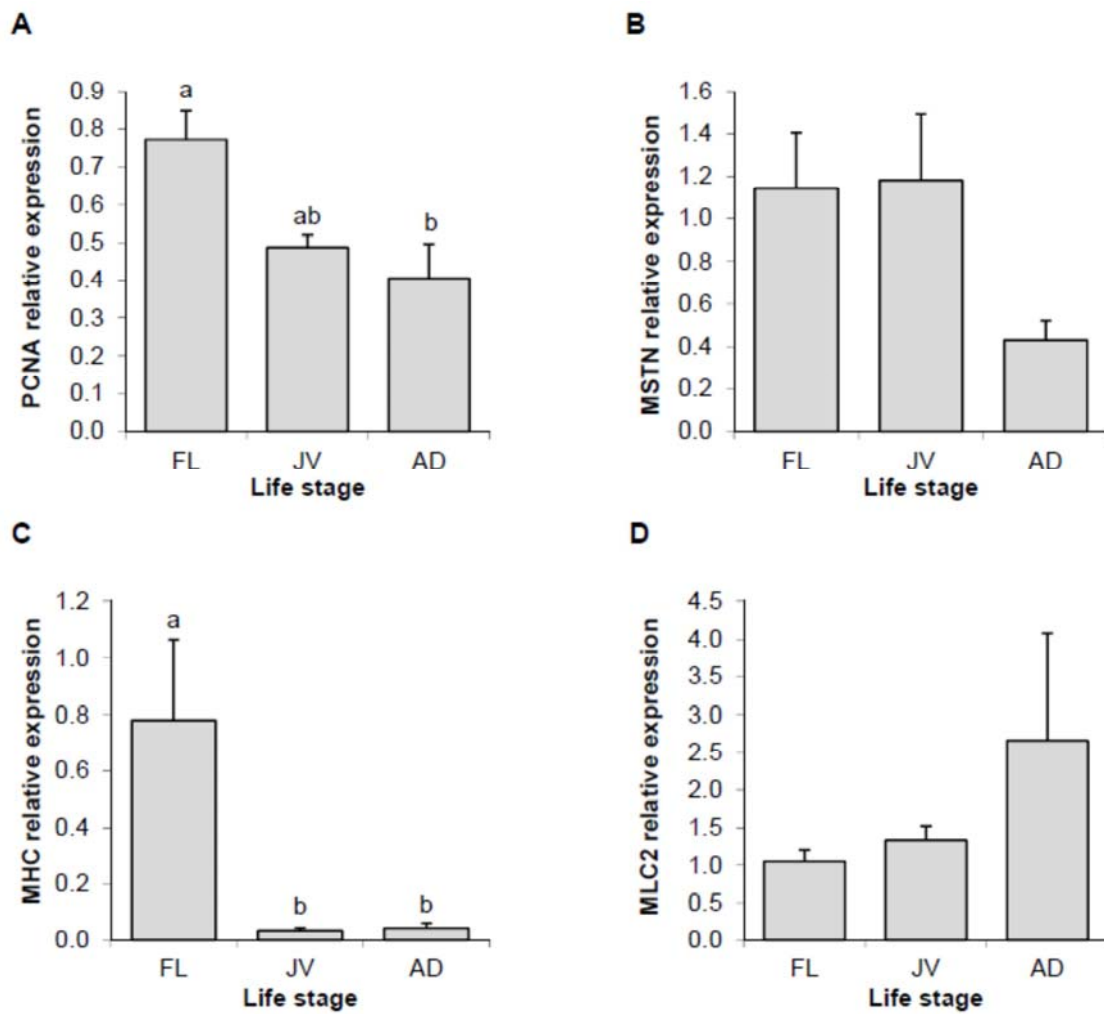 A
PCNA relative expression
0.9
0.8
0.7
0.6
0.5
0.4
0.3
0.2
0.1
0.0
a
ab
b
FL JV AD
Life stage
B
MSTN relative expression
1.6
1.4
1.2
1.0
0.8
0.6
0.4
0.2
0.0
FL JV AD
Life stage
C
MHC relative expression
1.2
1.0
0.8
0.6
0.4
0.2
0.0
a
b b
FL JV AD
Life stage
D
MLC2 relative expression
4.5
4.0
3.5
3.0
2.5
2.0
1.5
1.0
0.5
0.0
FL JV AD
Life stage